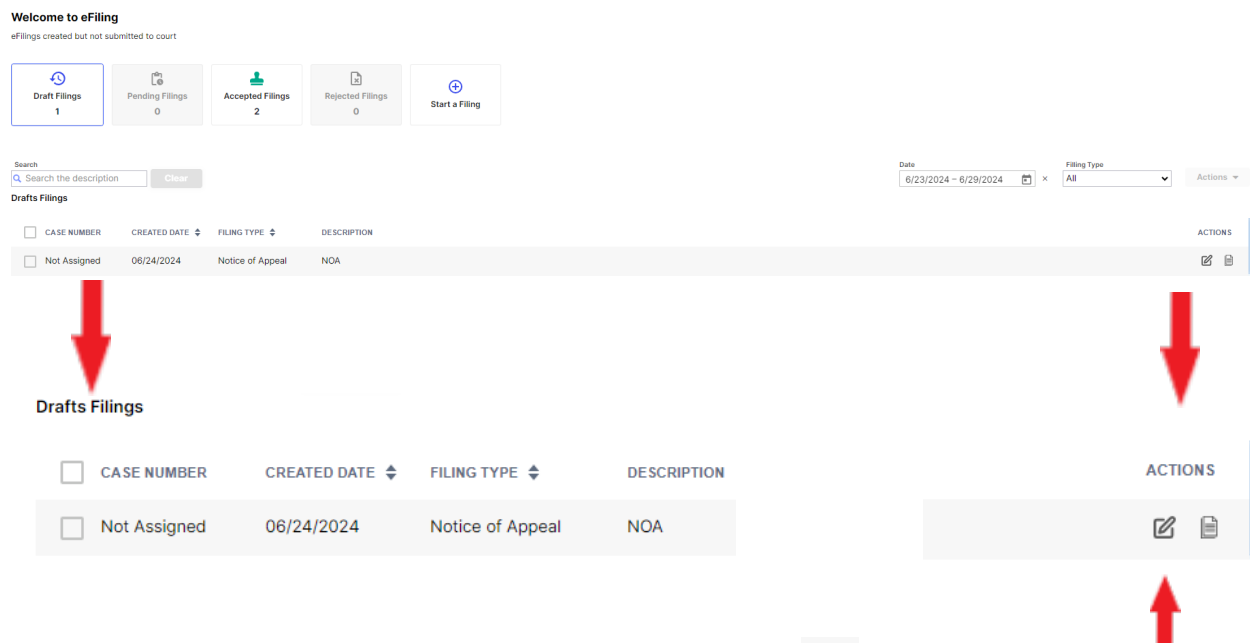 Welcome to eFiling
eFilings created but not submitted to court
Draft Filings Pending Filings Accepted Filings Rejected Filings Start a Filing
1 0 2 0
Search Date Filing Type
Search the description Clear 6/23/2024 – 6/29/2024 × All Actions
Drafts Filings
CASE NUMBER CREATED DATE FILING TYPE DESCRIPTION ACTIONS
Not Assigned 06/24/2024 Notice of Appeal NOA
Drafts Filings
CASE NUMBER CREATED DATE FILING TYPE DESCRIPTION ACTIONS
Not Assigned 06/24/2024 Notice of Appeal NOA